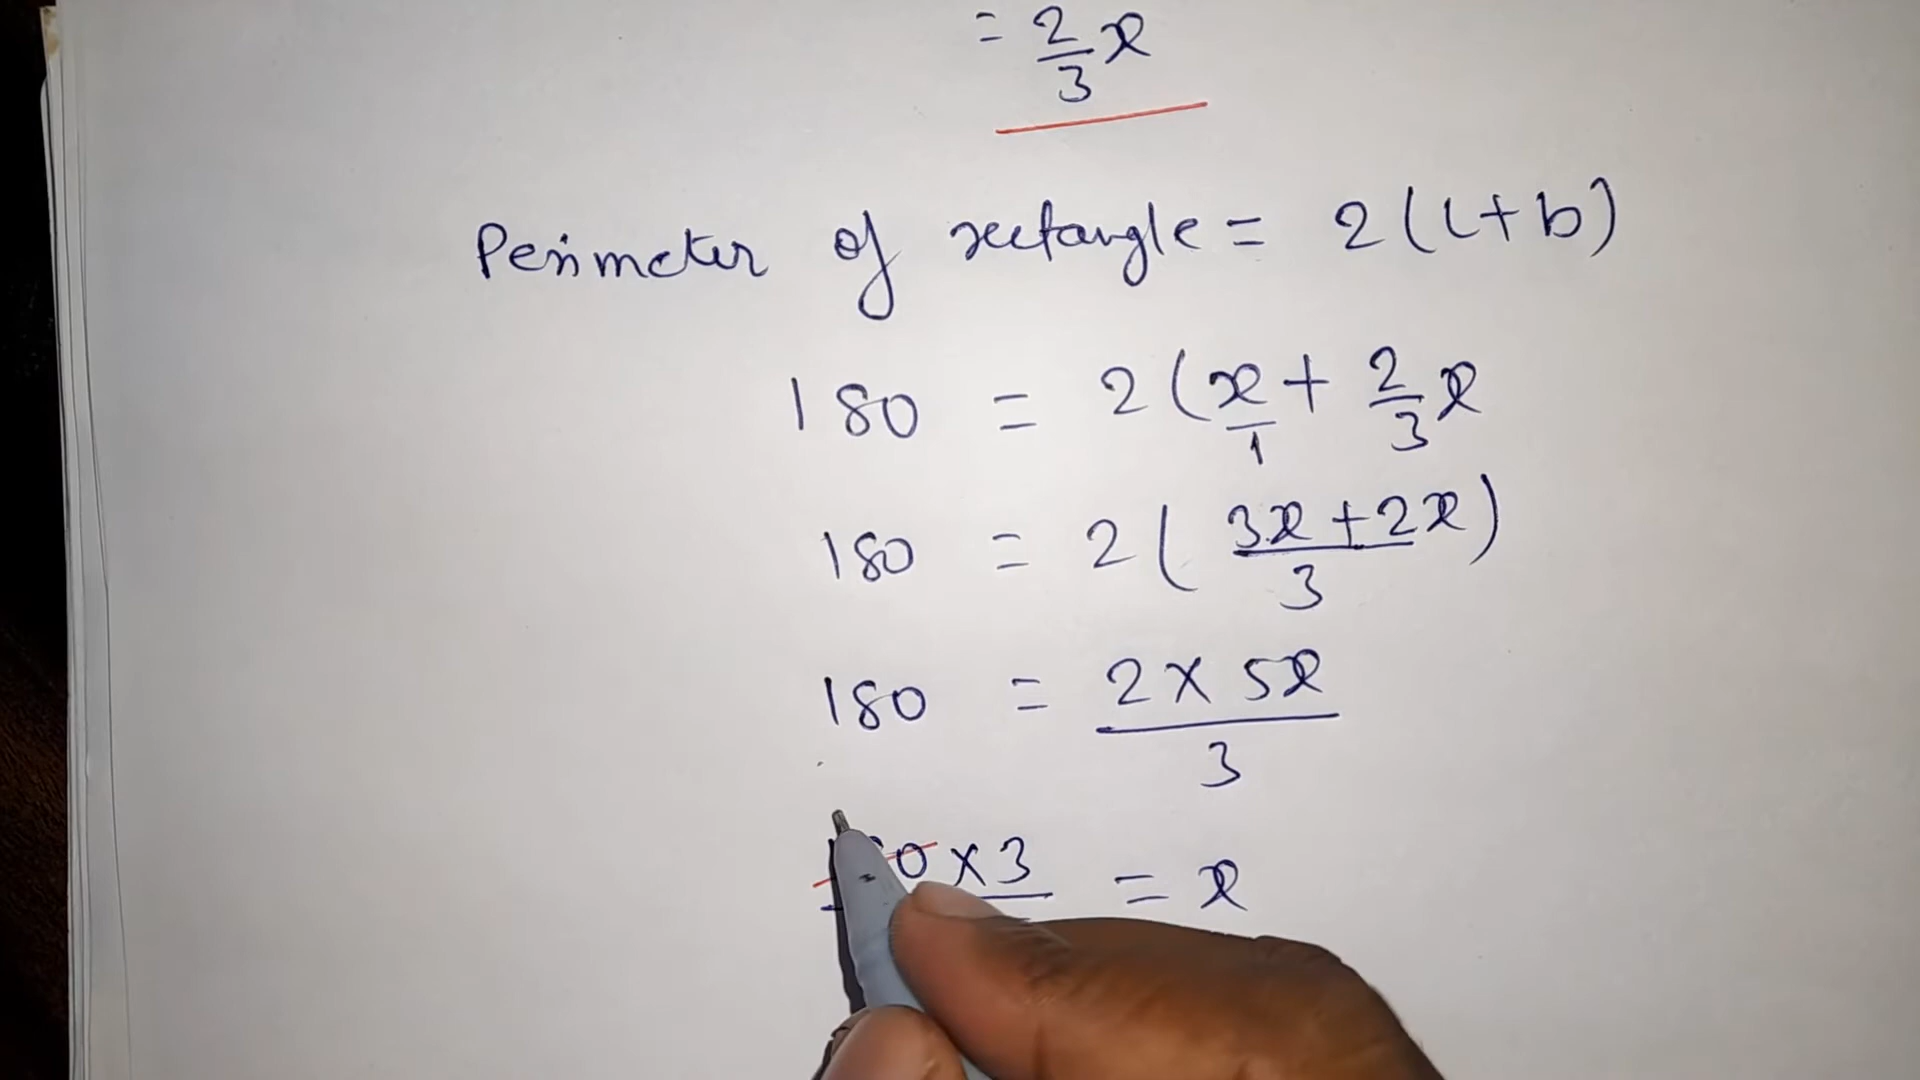 = 2/3 x
Perimeter of rectangle = 2(l+b)
180 = 2(x/1 + 2/3 x
180 = 2( 3x+2x)/3
180 = 2 x 5x/3
0 x 3 = x